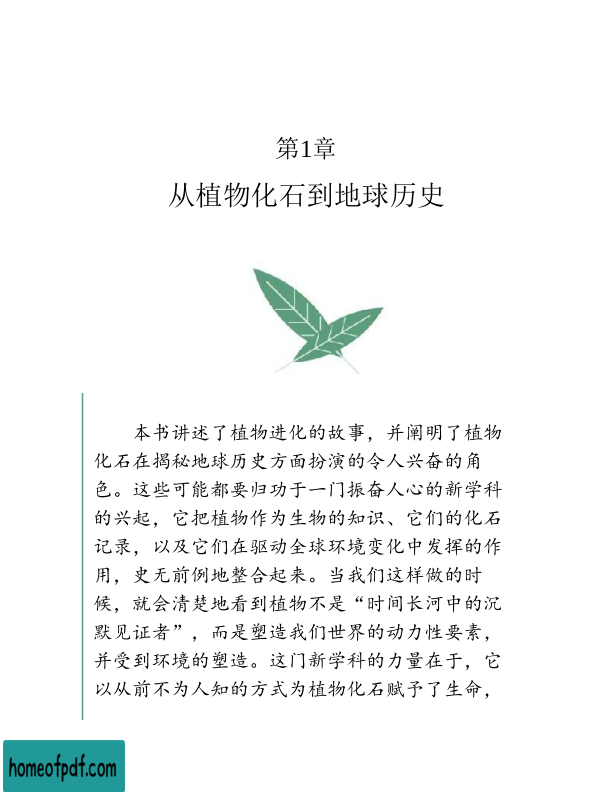 第1章
从植物化石到地球历史
本书讲述了植物进化的故事，并阐明了植物
化石在揭秘地球历史方面扮演的令人兴奋的角
色。这些可能都要归功于一门振奋人心的新学科
的兴起，它把植物作为生物的知识、它们的化石
记录，以及它们在驱动全球环境变化中发挥的作
用，史无前例地整合起来。当我们这样做的时
候，就会清楚地看到植物不是“时间长河中的沉
默见证者”，而是塑造我们世界的动力性要素，
并受到环境的塑造。这门新学科的力量在于，它
以从前不为人知的方式为植物化石赋予了生命，
homeofpdf.com